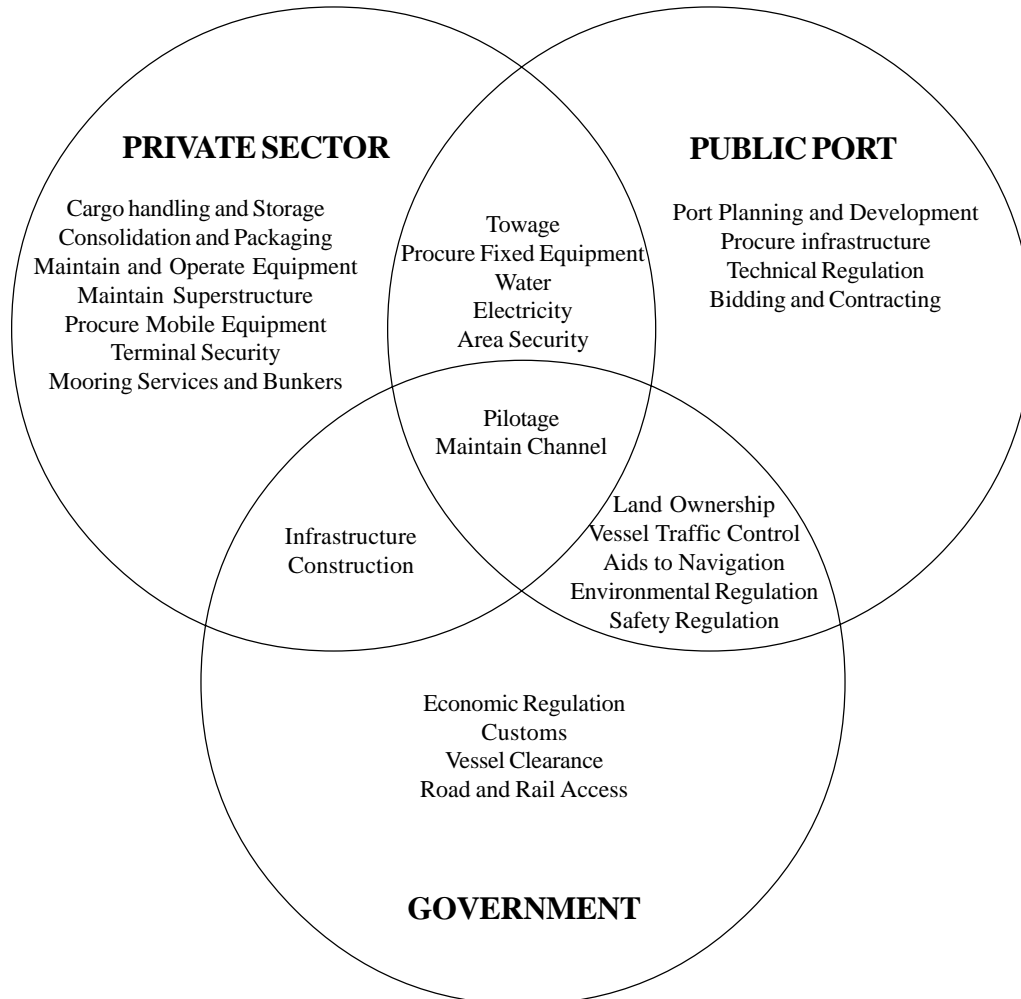 PRIVATE SECTOR
Cargo handling and Storage
Consolidation and Packaging
Maintain and Operate Equipment
Maintain Superstructure
Procure Mobile Equipment
Terminal Security
Mooring Services and Bunkers
Towage
Procure Fixed Equipment
Water
Electricity
Area Security
PUBLIC PORT
Port Planning and Development
Procure infrastructure
Technical Regulation
Bidding and Contracting
Pilotage
Maintain Channel
Infrastructure
Construction
Land Ownership
Vessel Traffic Control
Aids to Navigation
Environmental Regulation
Safety Regulation
Economic Regulation
Customs
Vessel Clearance
Road and Rail Access
GOVERNMENT